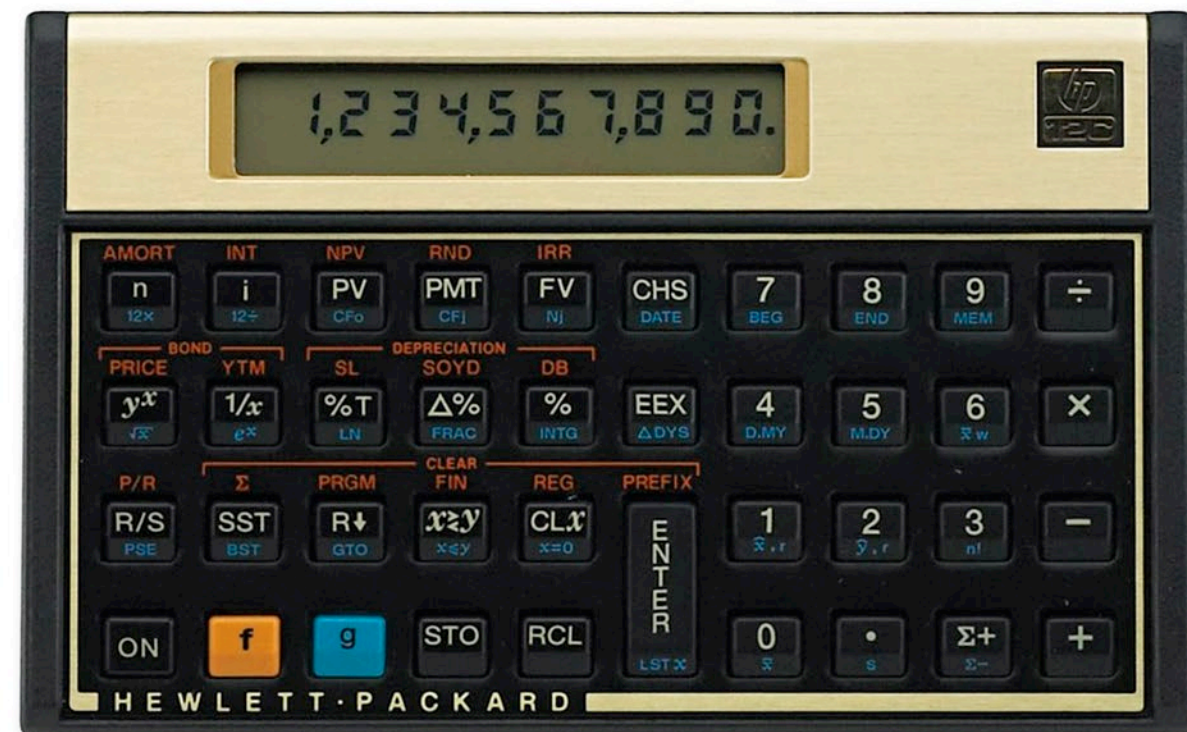 1,234,567,890.
hp
12C
AMORT INT NPV RND IRR
n i PV PMT FV CHS 7 8 9 ÷
12× 12÷ CFo CFj Nj DATE BEG END MEM
BOND DEPRECIATION
PRICE YTM SL SOYD DB
yˣ 1/x %T Δ% % EEX 4 5 6 ×
√x eˣ LN FRAC INTG ΔDYS D.MY M.DY x̄w
CLEAR
P/R Σ PRGM FIN REG PREFIX
R/S SST R↓ x≷y CLx ENTER 1 2 3 −
PSE BST GTO x≤y x=0 x̂,r ŷ,r n!
ON f g STO RCL 0 • Σ+ +
LST x x̄ s Σ−
HEWLETT·PACKARD